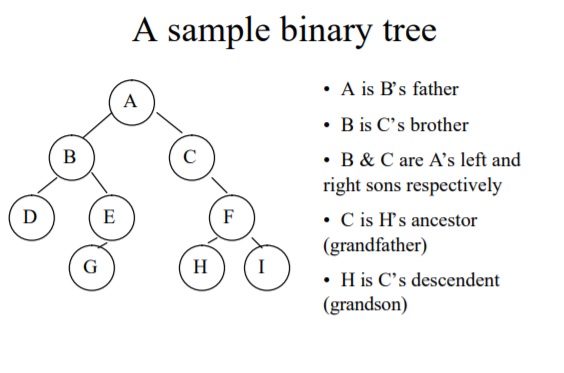 A sample binary tree
A
B
C
D
E
F
G
H
I
• A is B's father
• B is C's brother
• B & C are A's left and
right sons respectively
• C is H's ancestor
(grandfather)
• H is C's descendent
(grandson)